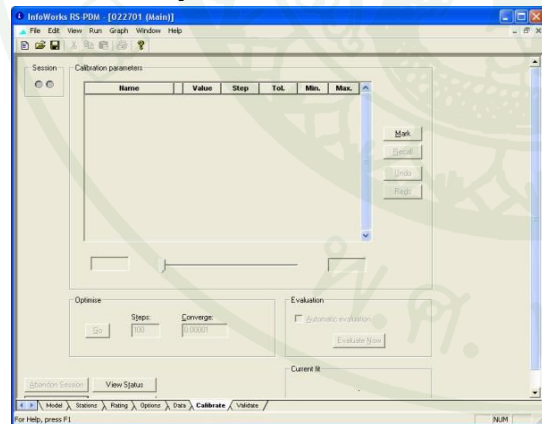 InfoWorks RS-PDM - [022701 (Main)]
File Edit View Run Graph Window Help
Session
Calibration parameters
Name Value Step Tol. Min. Max.
Mark
Recall
Undo
Optimise
Steps: Converge:
Go 100 0.00001
Evaluation
Automatic evaluation
Evaluate Now
Current fit
Abandon Session View Status
Model Stations Rating Options Data Calibrate Validate
For Help, press F1 NUM